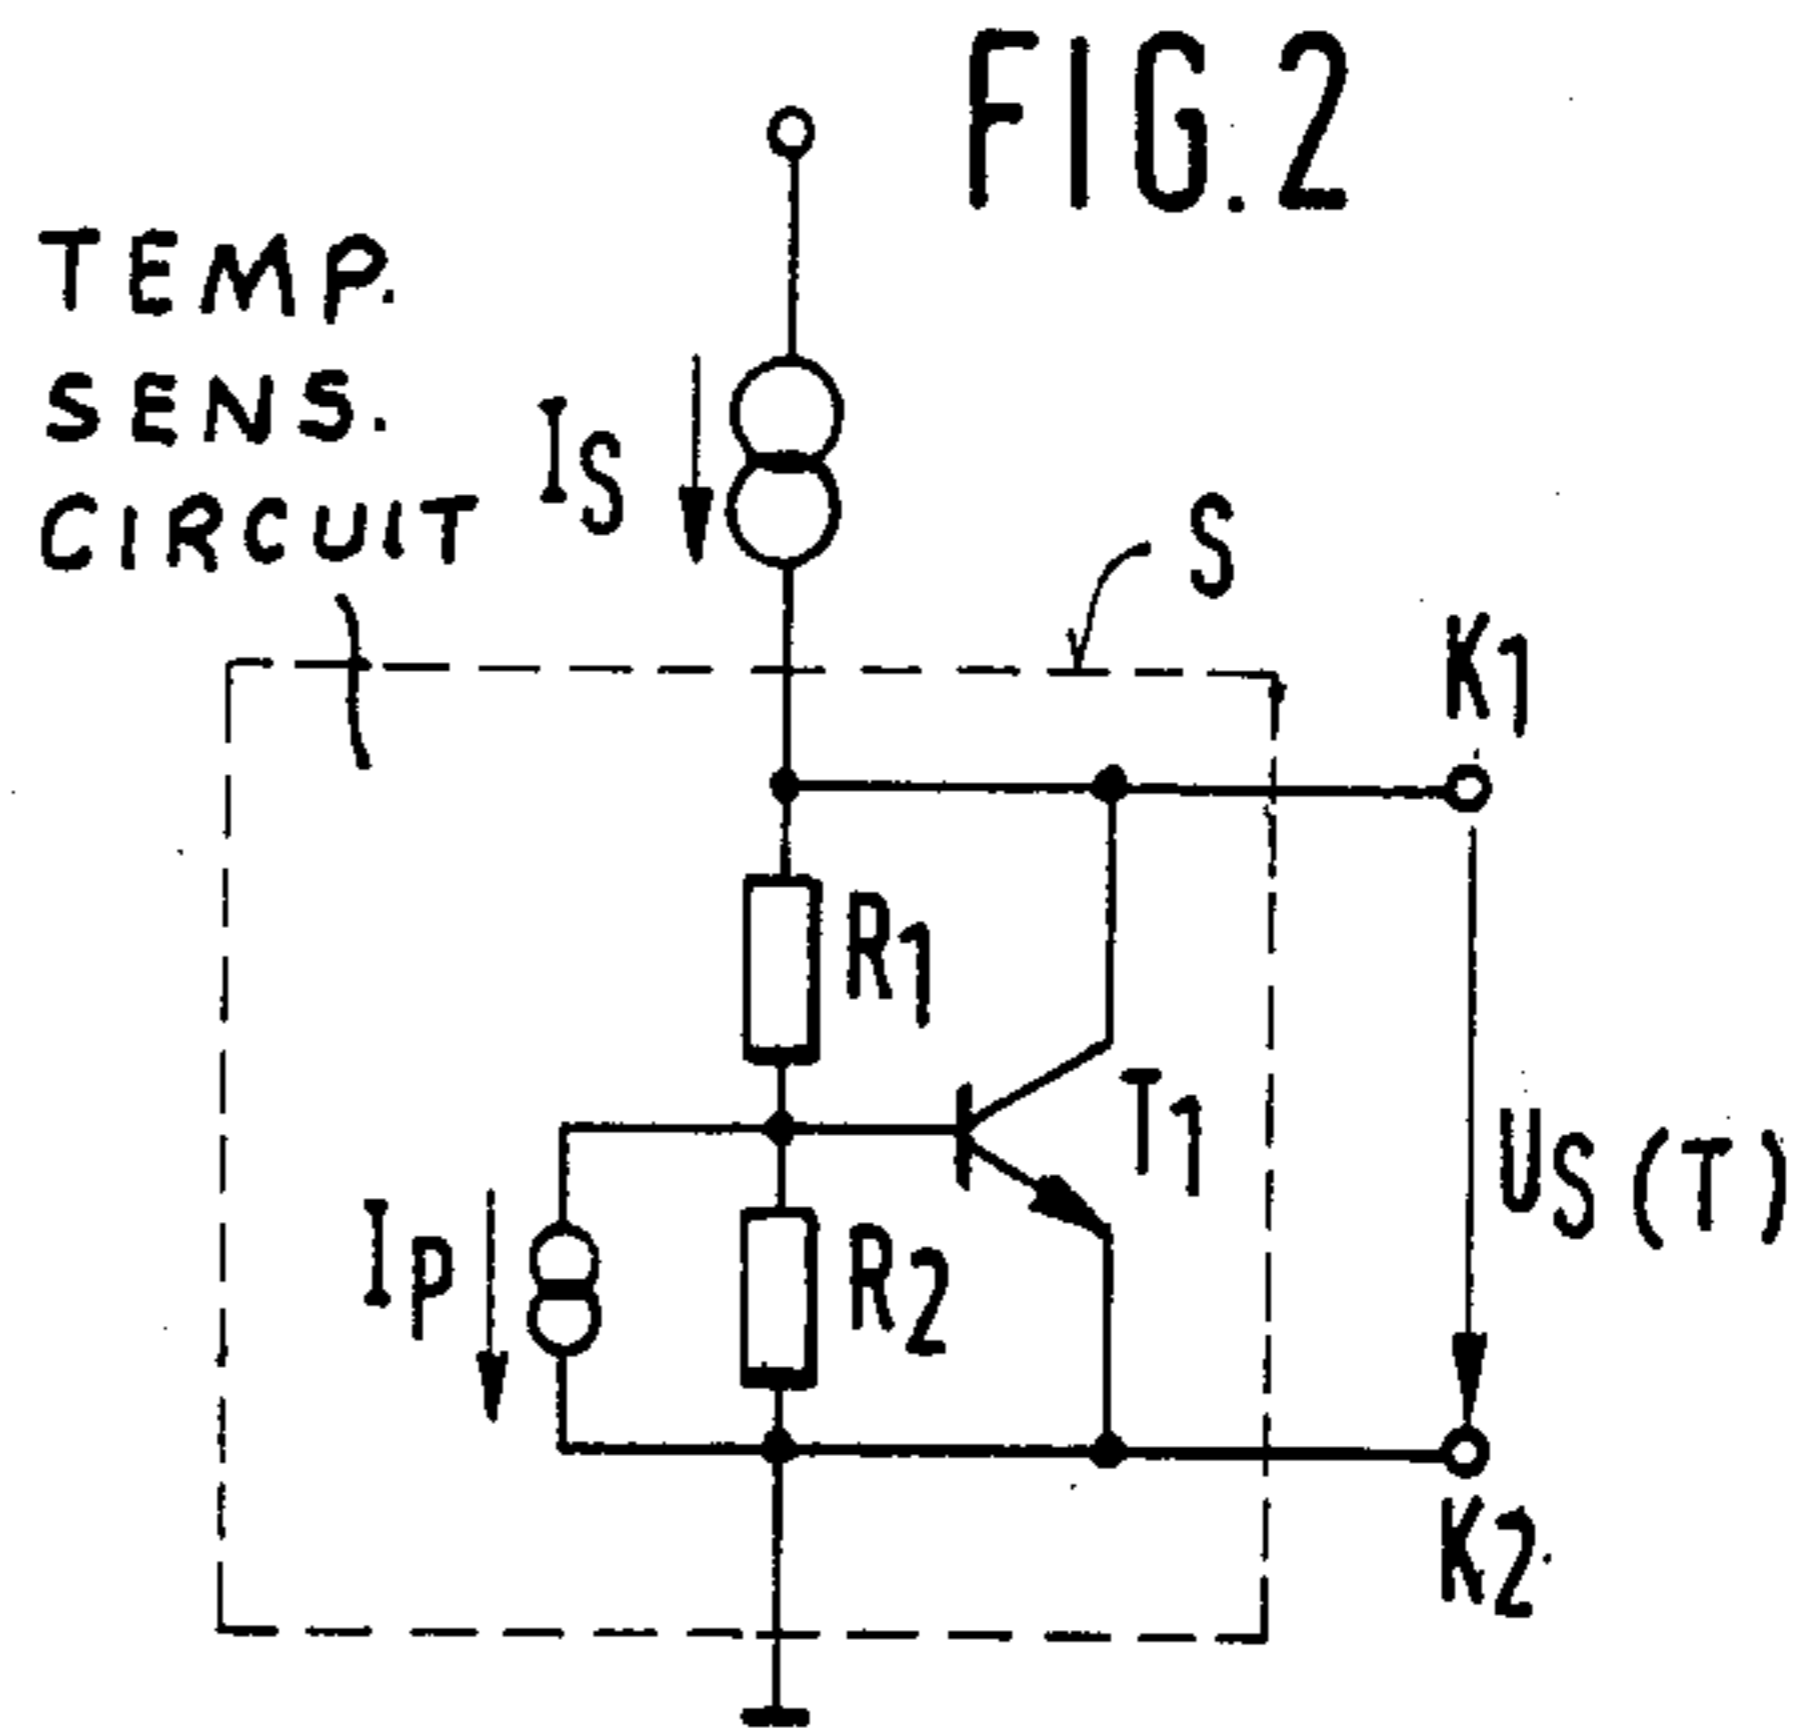 FIG. 2
TEMP.
SENS.
CIRCUIT
IS
S
K1
R1
T1
US(T)
IP
R2
K2